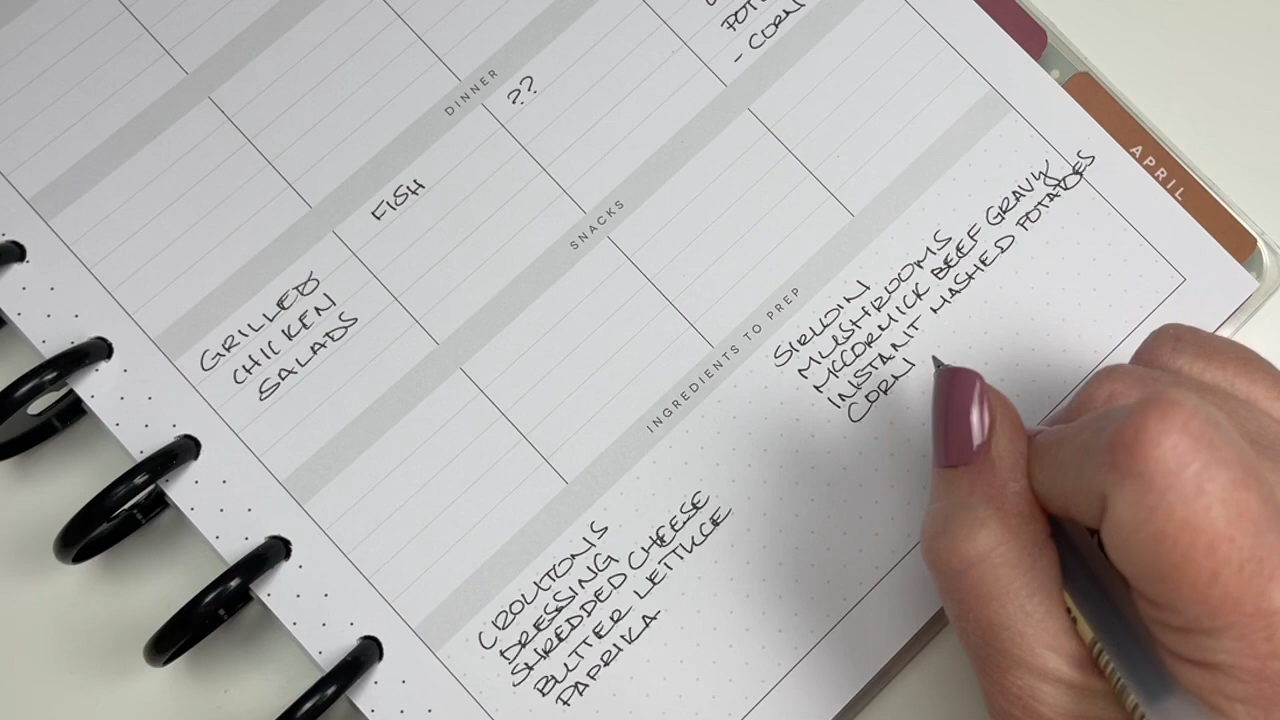 - CORN
DINNER
??
FISH
GRILLED
CHICKEN
SALADS
SNACKS
INGREDIENTS TO PREP
CROUTONS
DRESSING
SHREDDED CHEESE
BUTTER LETTUCE
PAPRIKA
SIRLOIN
MUSHROOMS
MCCORMICK BEEF GRAVY
INSTANT MASHED POTATOES
CORN
APRIL